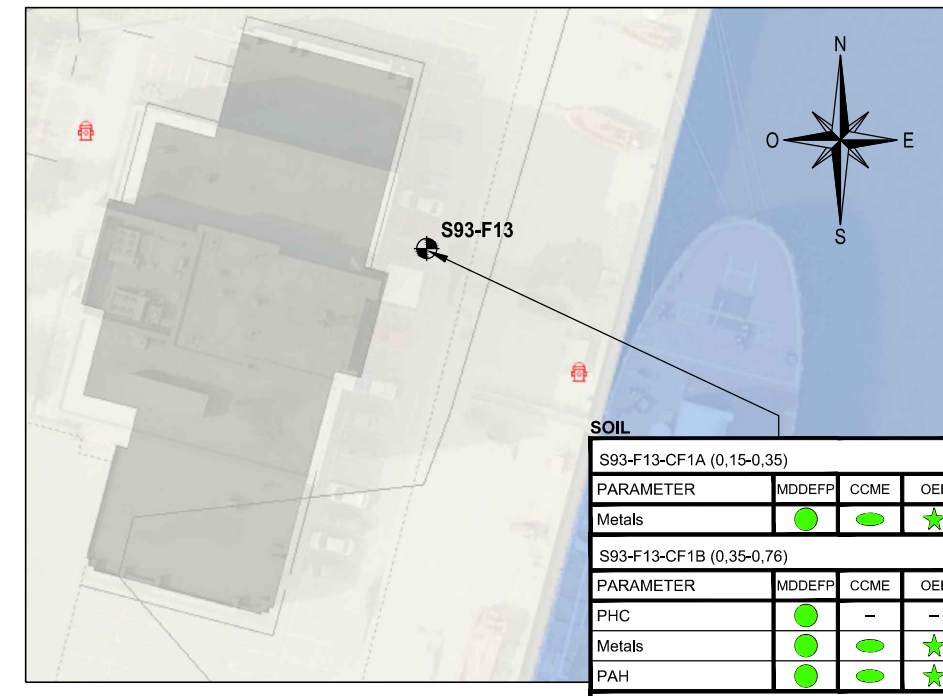 N
O E
S
S93-F13
SOIL
S93-F13-CF1A (0,15-0,35)
PARAMETER MDDEFP CCME
Metals
S93-F13-CF1B (0,35-0,76)
PARAMETER MDDEFP CCME
PHC – –
Metals
PAH